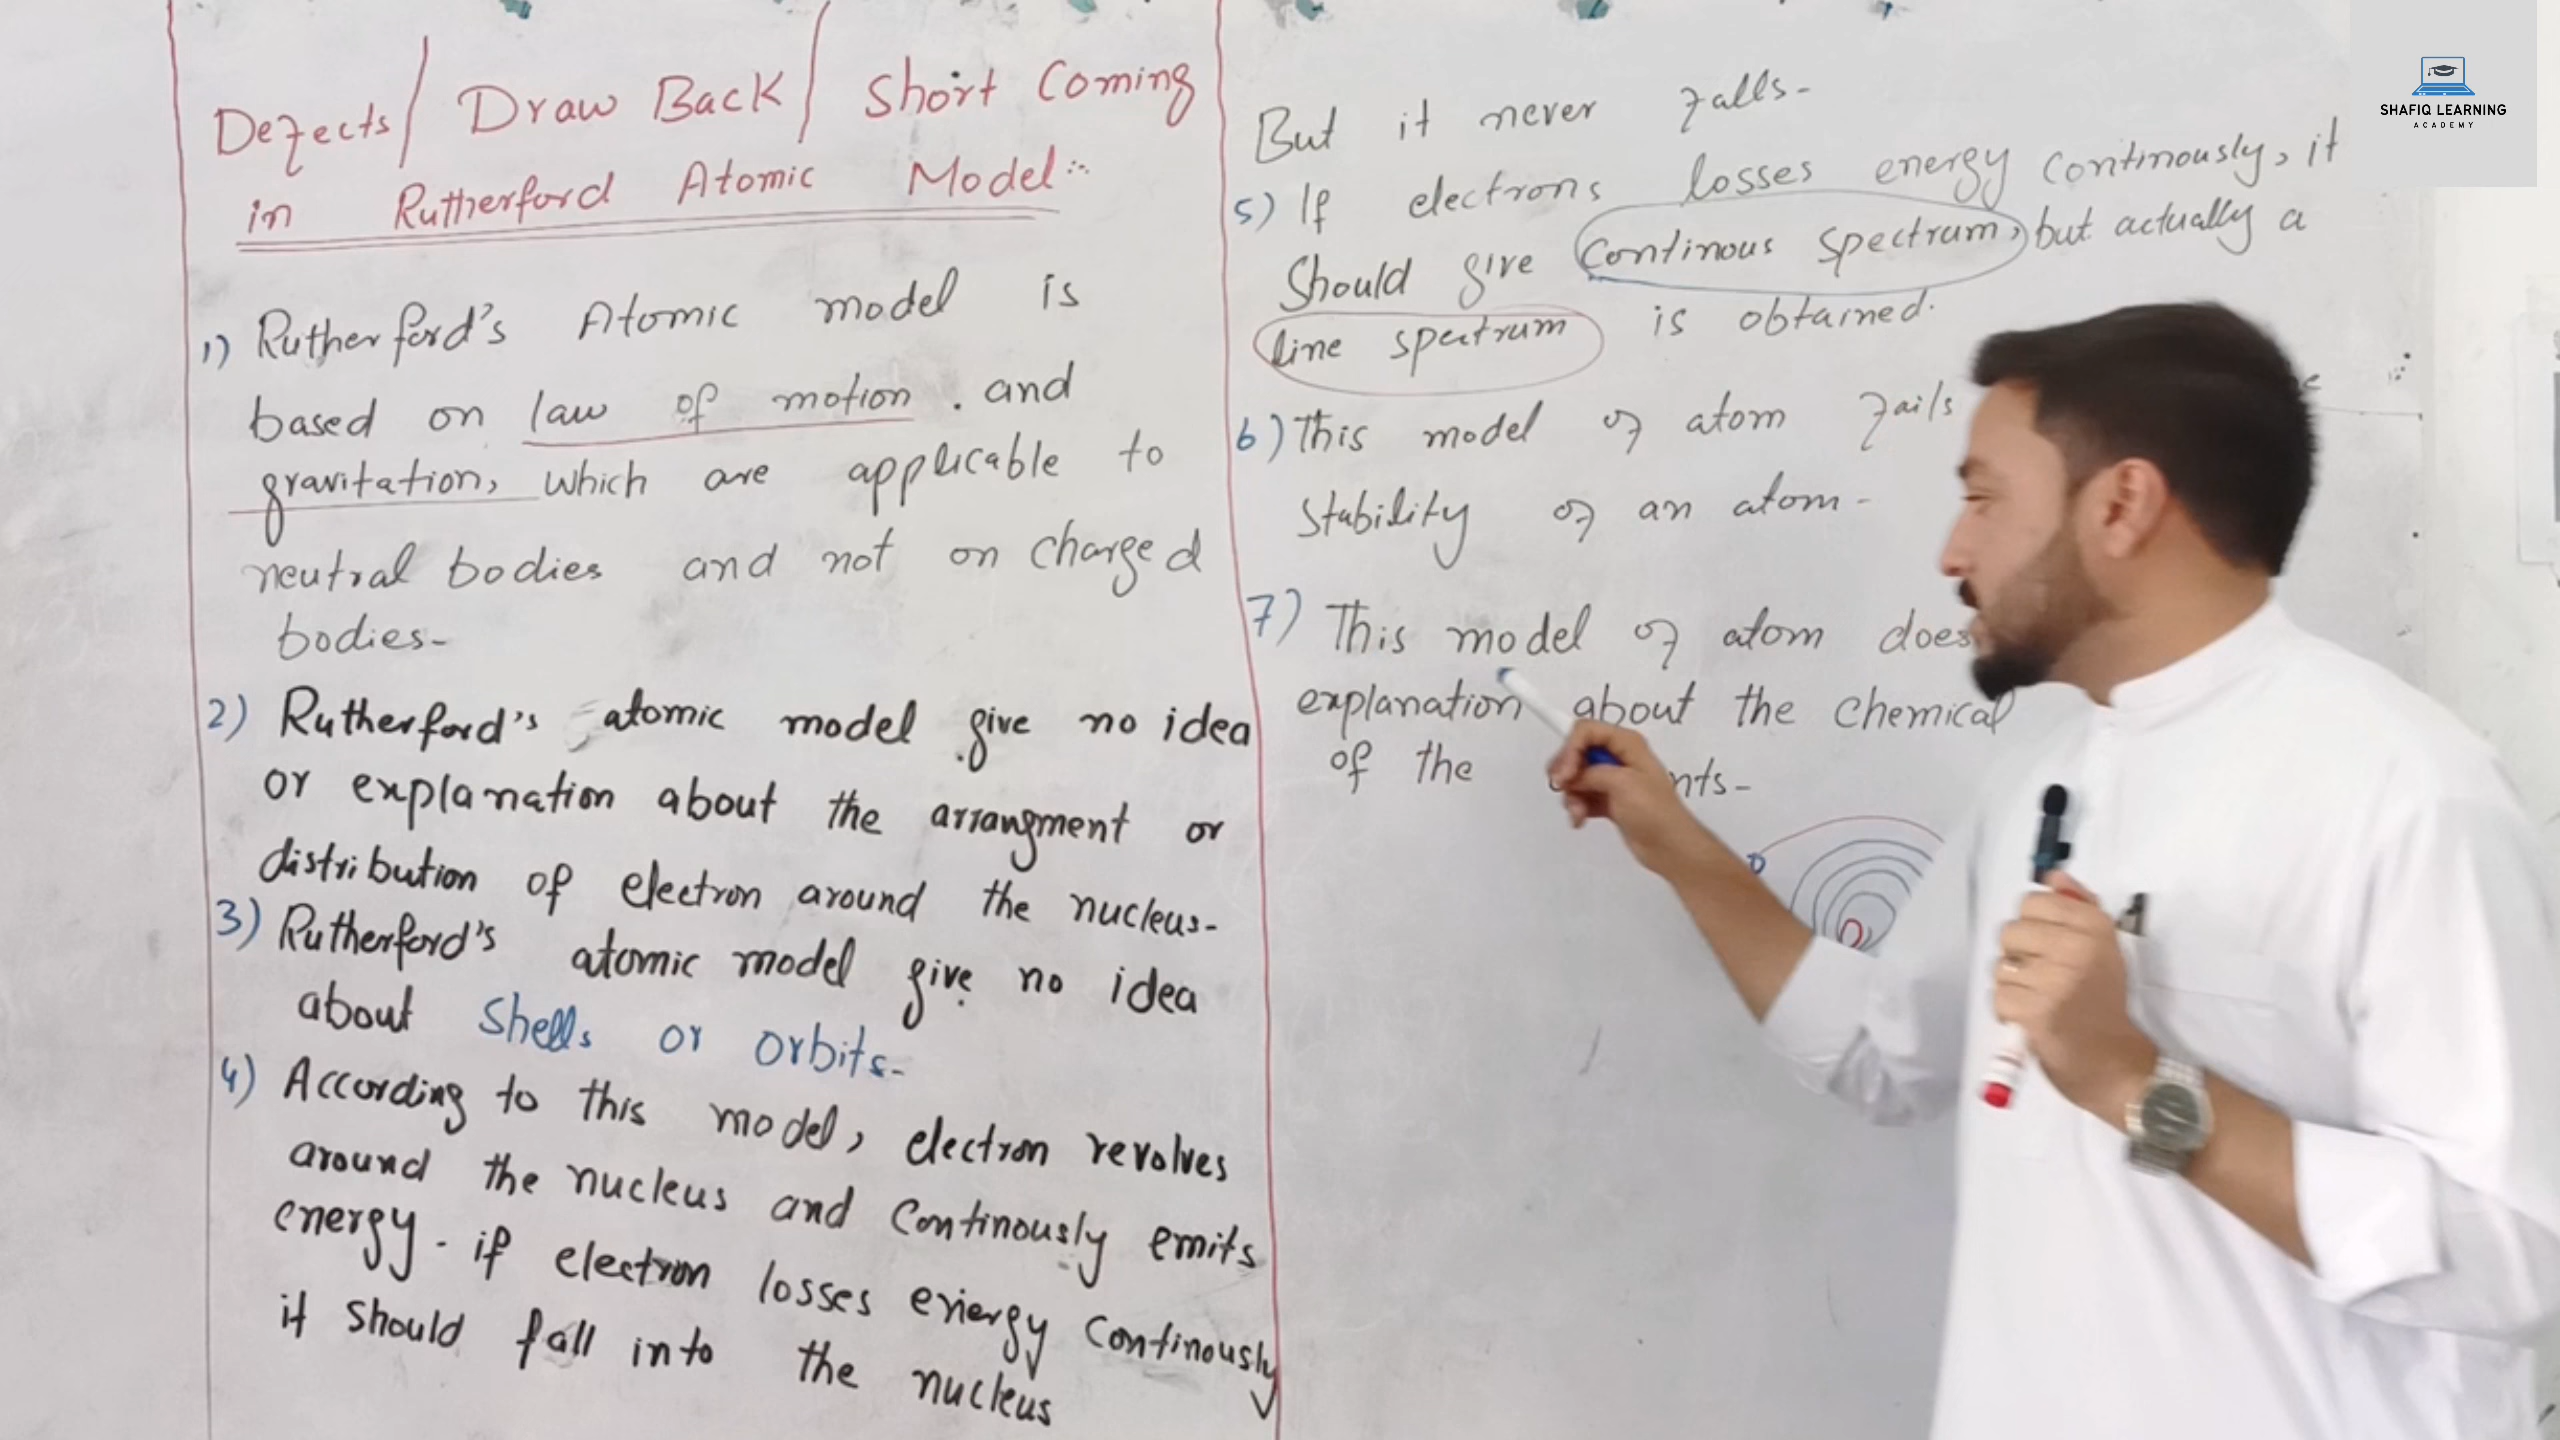 Defects/ Draw Back/ Short Coming
in Rutherford Atomic Model:-
1) Rutherford's Atomic model is
based on law of motion . and
gravitation, which are applicable to
neutral bodies and not on charged
bodies-
2) Rutherford's atomic model give no idea
or explanation about the arrangment or
distribution of electron around the nucleus-
3) Rutherford's atomic model give no idea
about shells or orbits-
4) According to this model, electron revolves
around the nucleus and continously emits
energy. if electron losses energy continously
it should fall into the nucleus
But it never falls-
5) If electrons losses energy continously, it
Should give continous spectrum, but actually a
line spectrum is obtained.
6) This model of atom fails
stability of an atom-
7) This model of atom does
explanation about the chemical
of the nts-
SHAFIQ LEARNING
ACADEMY